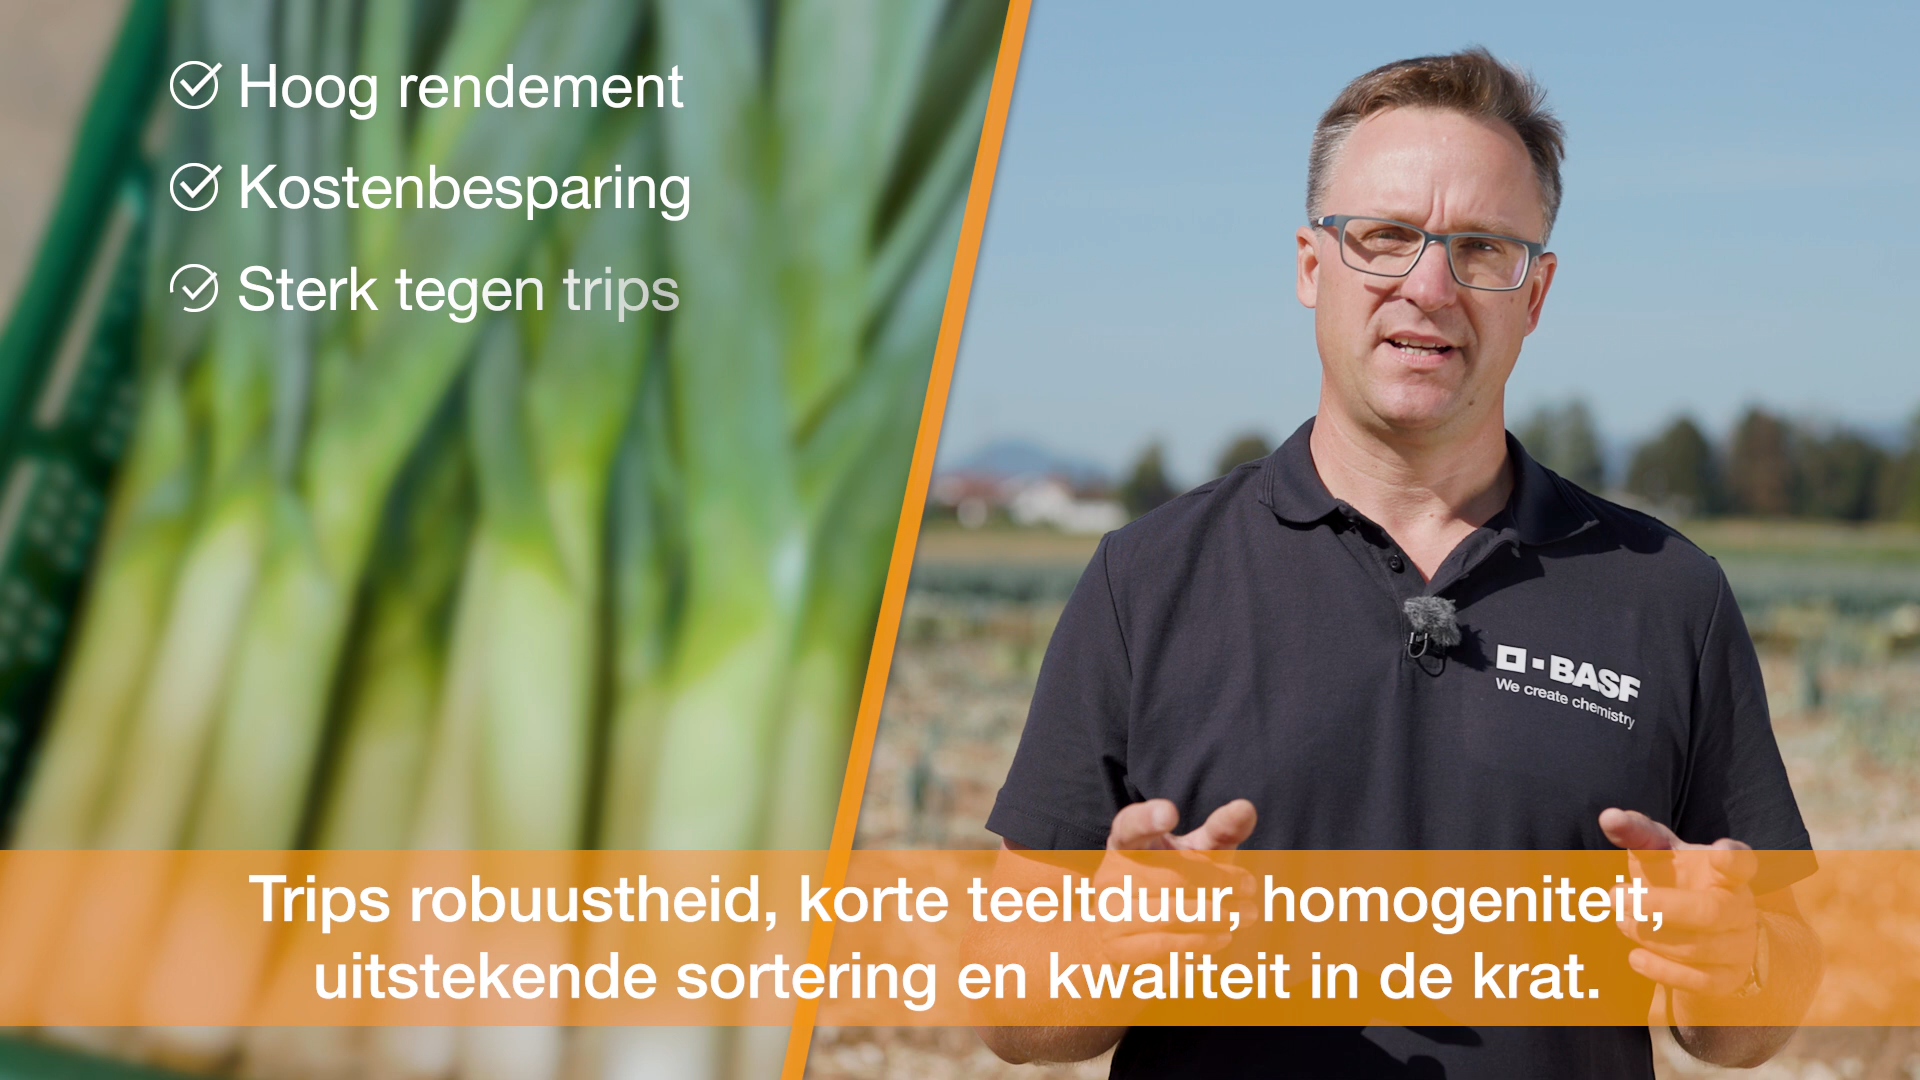 Hoog rendement
Kostenbesparing
Sterk tegen trips
BASF
We create chemistry
Trips robuustheid, korte teeltduur, homogeniteit,
uitstekende sortering en kwaliteit in de krat.